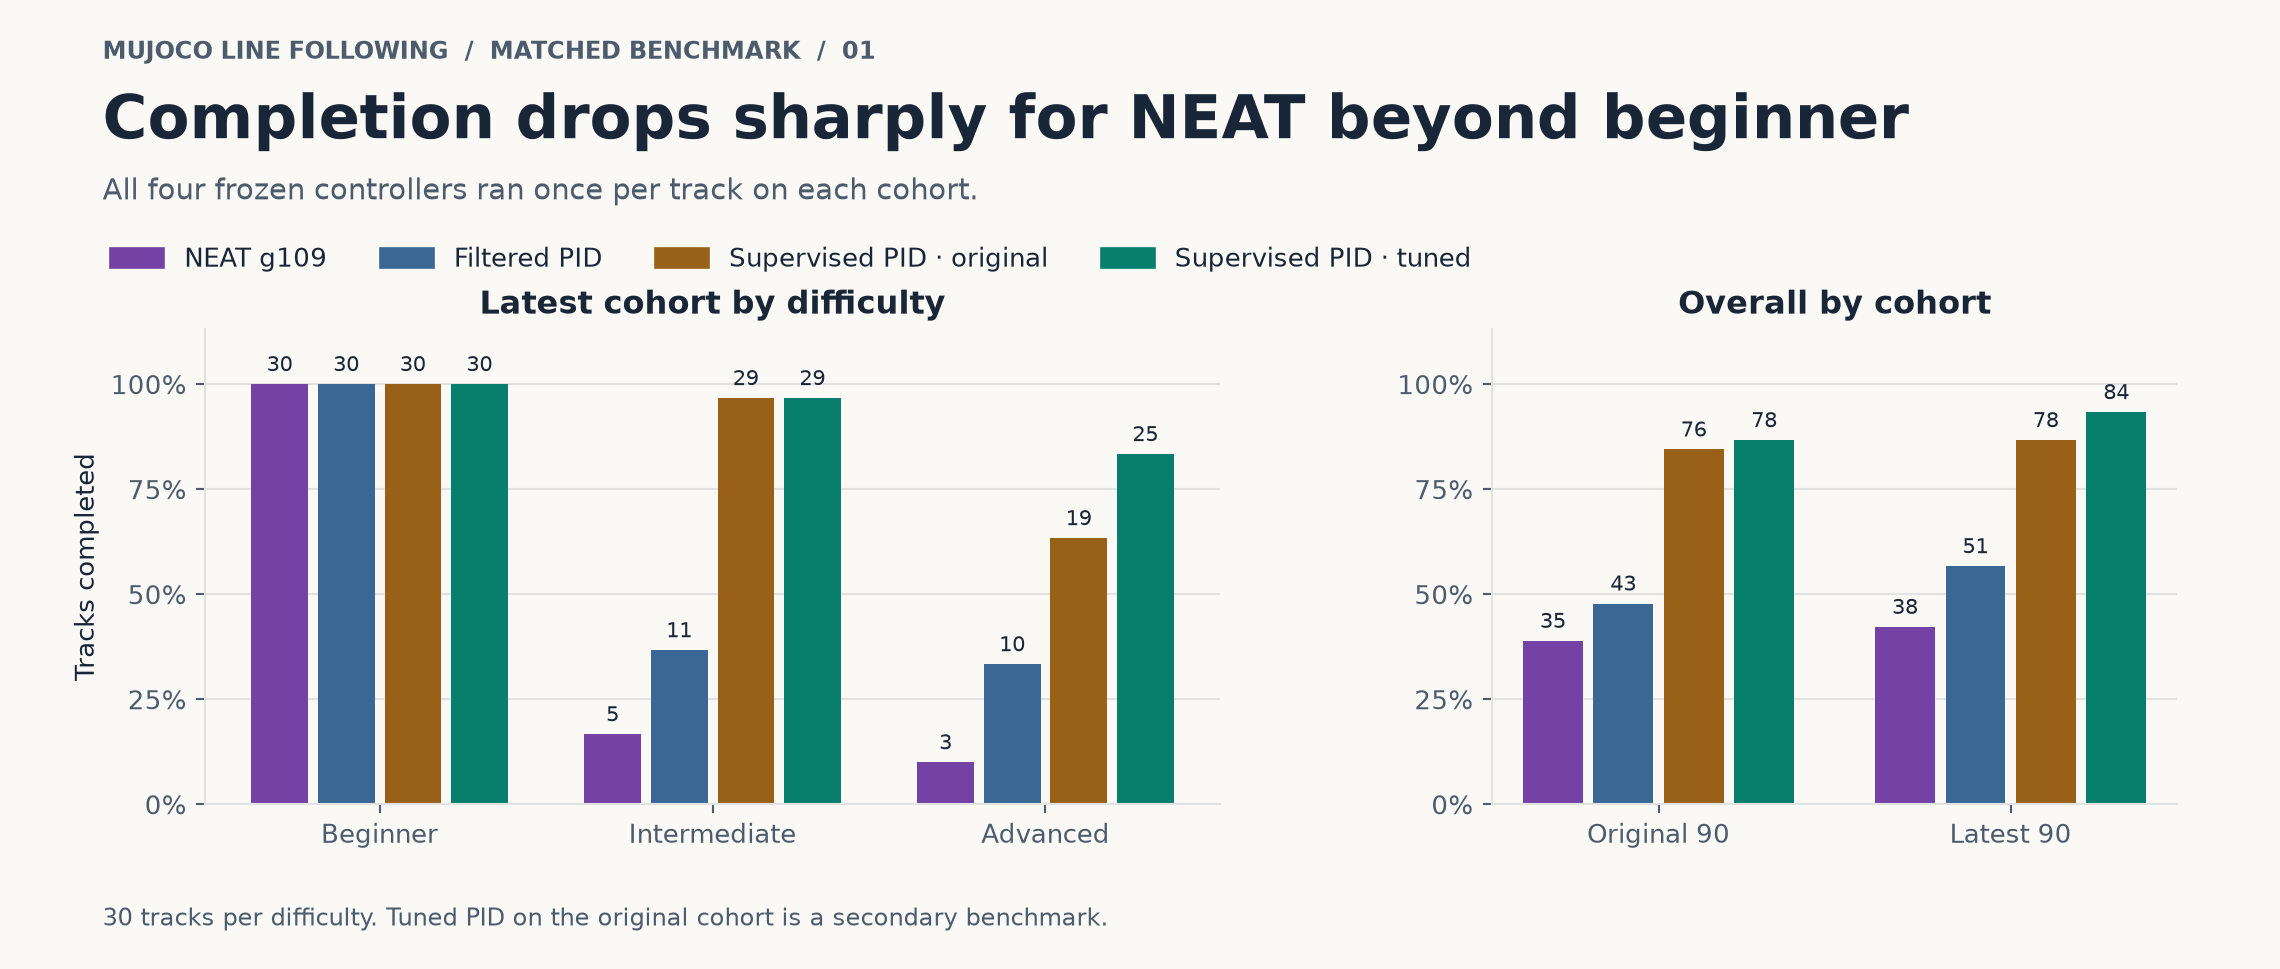 MUJOCO LINE FOLLOWING / MATCHED BENCHMARK / 01
Completion drops sharply for NEAT beyond beginner
All four frozen controllers ran once per track on each cohort.
NEAT g109 Filtered PID Supervised PID · original Supervised PID · tuned
Latest cohort by difficulty
Tracks completed
100%
75%
50%
25%
0%
30 30 30 30
5 11 29 29
3 10 19 25
Beginner Intermediate Advanced
Overall by cohort
100%
75%
50%
25%
0%
35 43 76 78
38 51 78 84
Original 90 Latest 90
30 tracks per difficulty. Tuned PID on the original cohort is a secondary benchmark.